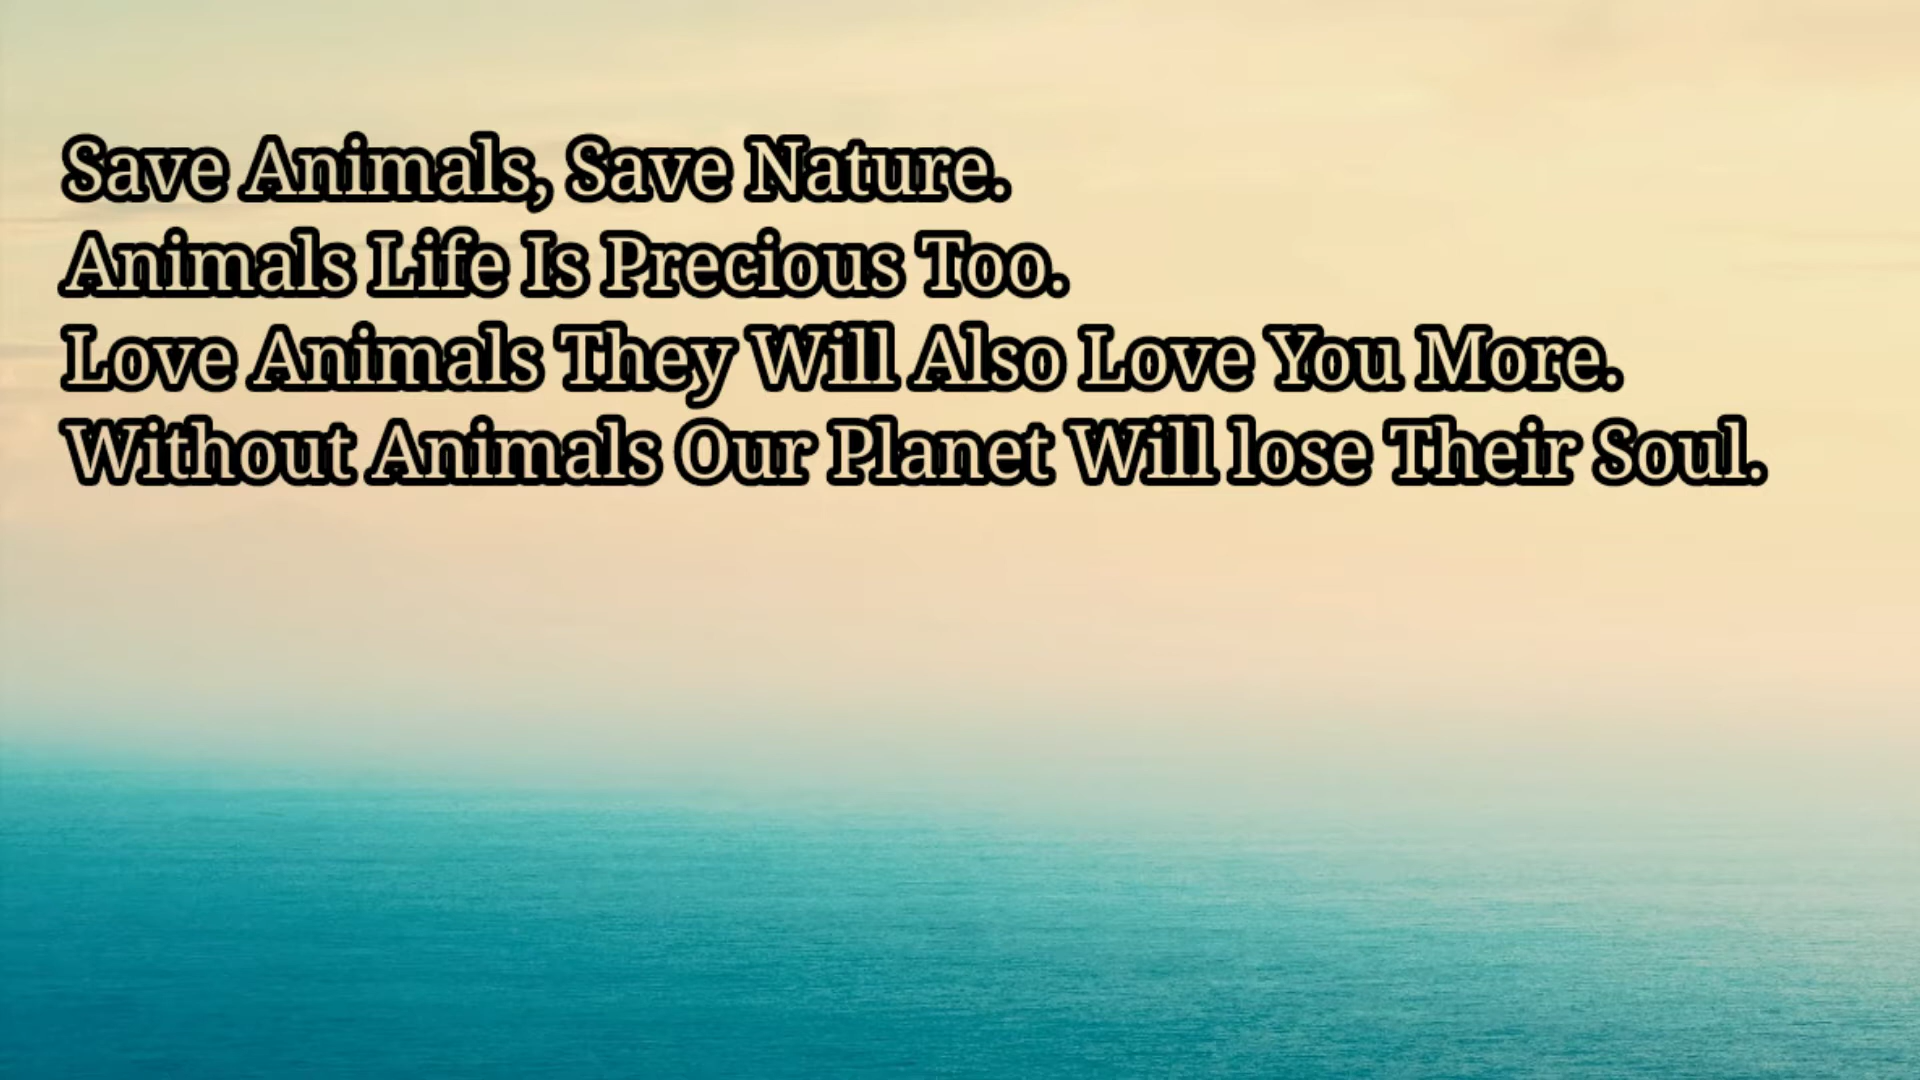 Save Animals, Save Nature.
Animals Life Is Precious Too.
Love Animals They Will Also Love You More.
Without Animals Our Planet Will lose Their Soul.